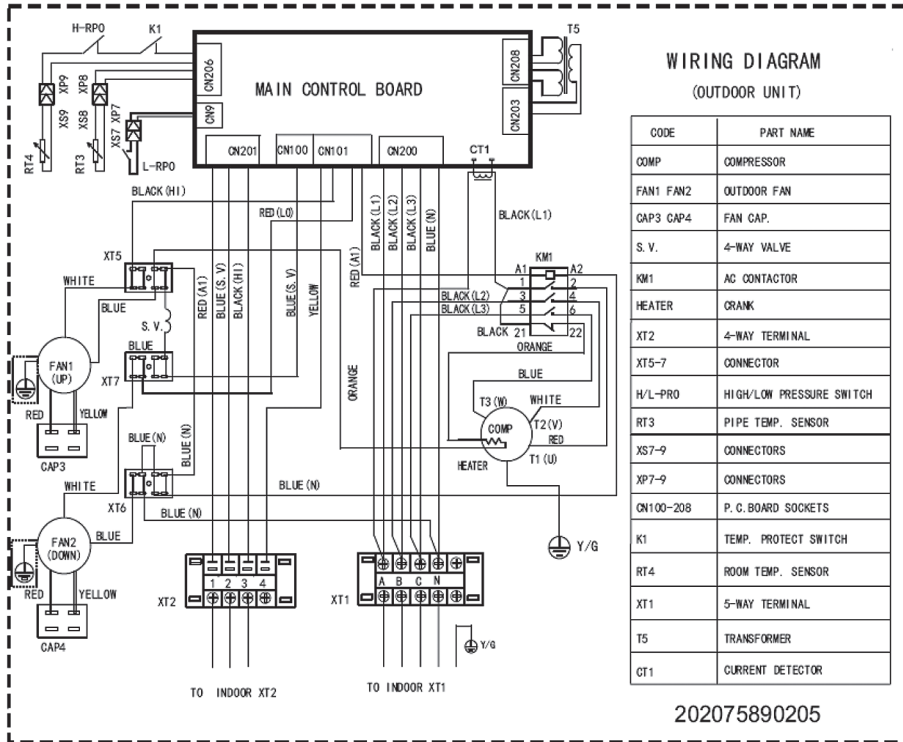 H-RPO
K1
T5
XP9
XP8
XS9
XS8
XP7
XS7
RT4
RT3
L-RPO
CN206
CN9
CN208
CN203
MAIN CONTROL BOARD
CN201
CN100
CN101
CN200
CT1
BLACK(HI)
RED(LO)
BLACK(L1)
BLACK(L2)
BLACK(L3)
BLUE(N)
BLACK(L1)
XT5
WHITE
BLUE
S.V.
BLUE
XT7
RED(A1)
BLUE(S.V)
BLACK(HI)
BLUE(S.V)
YELLOW
RED(A1)
ORANGE
KM1
A1
A2
1
2
BLACK(L2)
3
4
BLACK(L3)
5
6
BLACK
21
22
ORANGE
BLUE
WHITE
T3(W)
COMP
T2(V)
RED
T1(U)
HEATER
FAN1
(UP)
RED
YELLOW
CAP3
WHITE
BLUE(N)
BLUE(N)
XT6
BLUE(N)
BLUE(N)
FAN2
(DOWN)
BLUE
RED
YELLOW
CAP4
Y/G
XT2
1 2 3 4
XT1
A B C N
Y/G
TO INDOOR XT2
TO INDOOR XT1
WIRING DIAGRAM
(OUTDOOR UNIT)
CODE PART NAME
COMP COMPRESSOR
FAN1 FAN2 OUTDOOR FAN
CAP3 CAP4 FAN CAP.
S.V. 4-WAY VALVE
KM1 AC CONTACTOR
HEATER CRANK
XT2 4-WAY TERMINAL
XT5-7 CONNECTOR
H/L-PRO HIGH/LOW PRESSURE SWITCH
RT3 PIPE TEMP. SENSOR
XS7-9 CONNECTORS
XP7-9 CONNECTORS
CN100-208 P.C.BOARD SOCKETS
K1 TEMP. PROTECT SWITCH
RT4 ROOM TEMP. SENSOR
XT1 5-WAY TERMINAL
T5 TRANSFORMER
CT1 CURRENT DETECTOR
202075890205